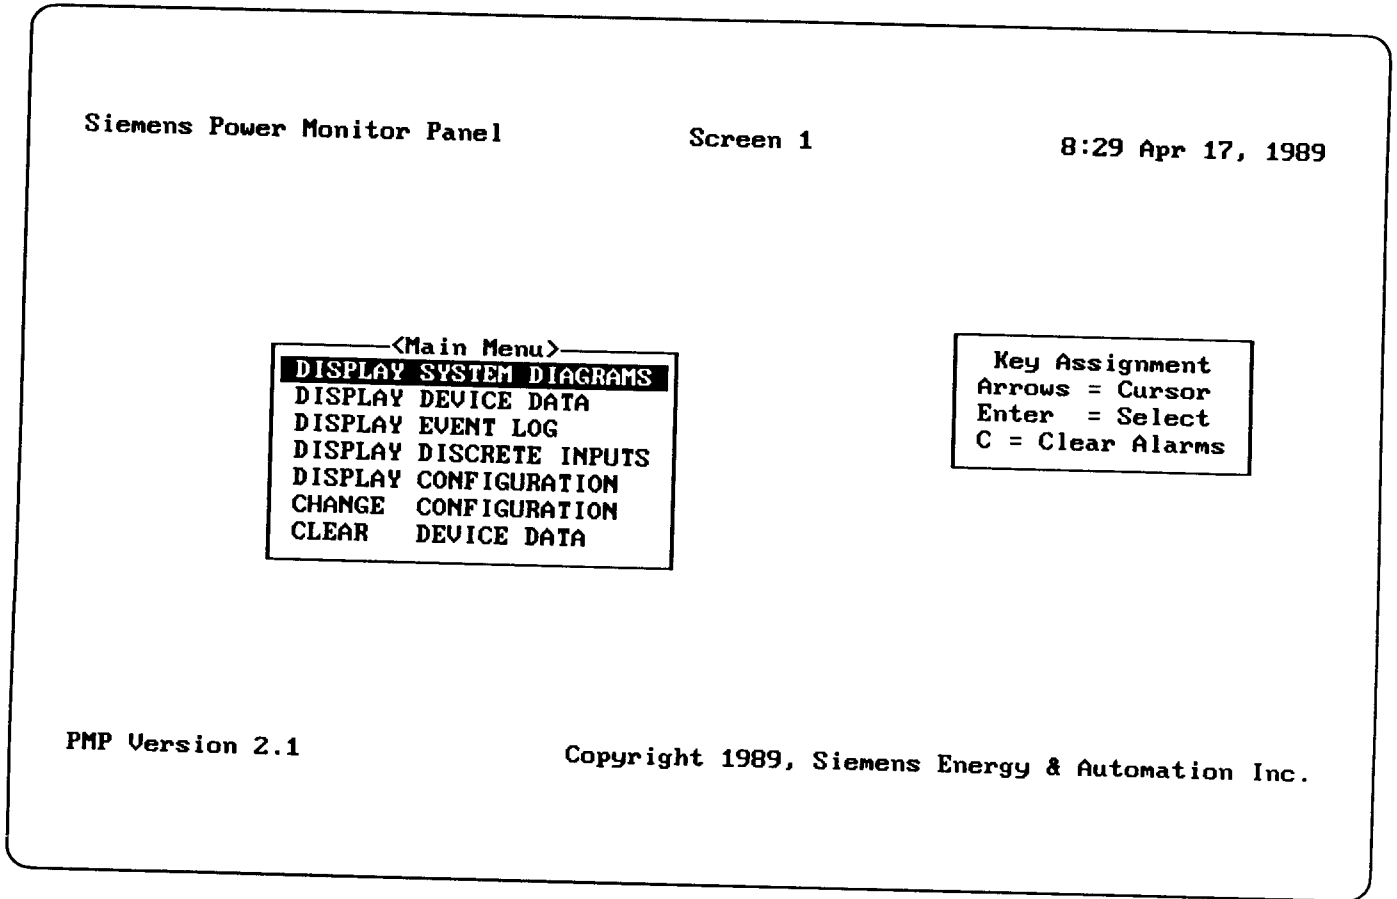 Siemens Power Monitor Panel
Screen 1
8:29 Apr 17, 1989
<Main Menu>
DISPLAY SYSTEM DIAGRAMS
DISPLAY DEVICE DATA
DISPLAY EVENT LOG
DISPLAY DISCRETE INPUTS
DISPLAY CONFIGURATION
CHANGE CONFIGURATION
CLEAR DEVICE DATA
Key Assignment
Arrows = Cursor
Enter = Select
C = Clear Alarms
PMP Version 2.1
Copyright 1989, Siemens Energy & Automation Inc.